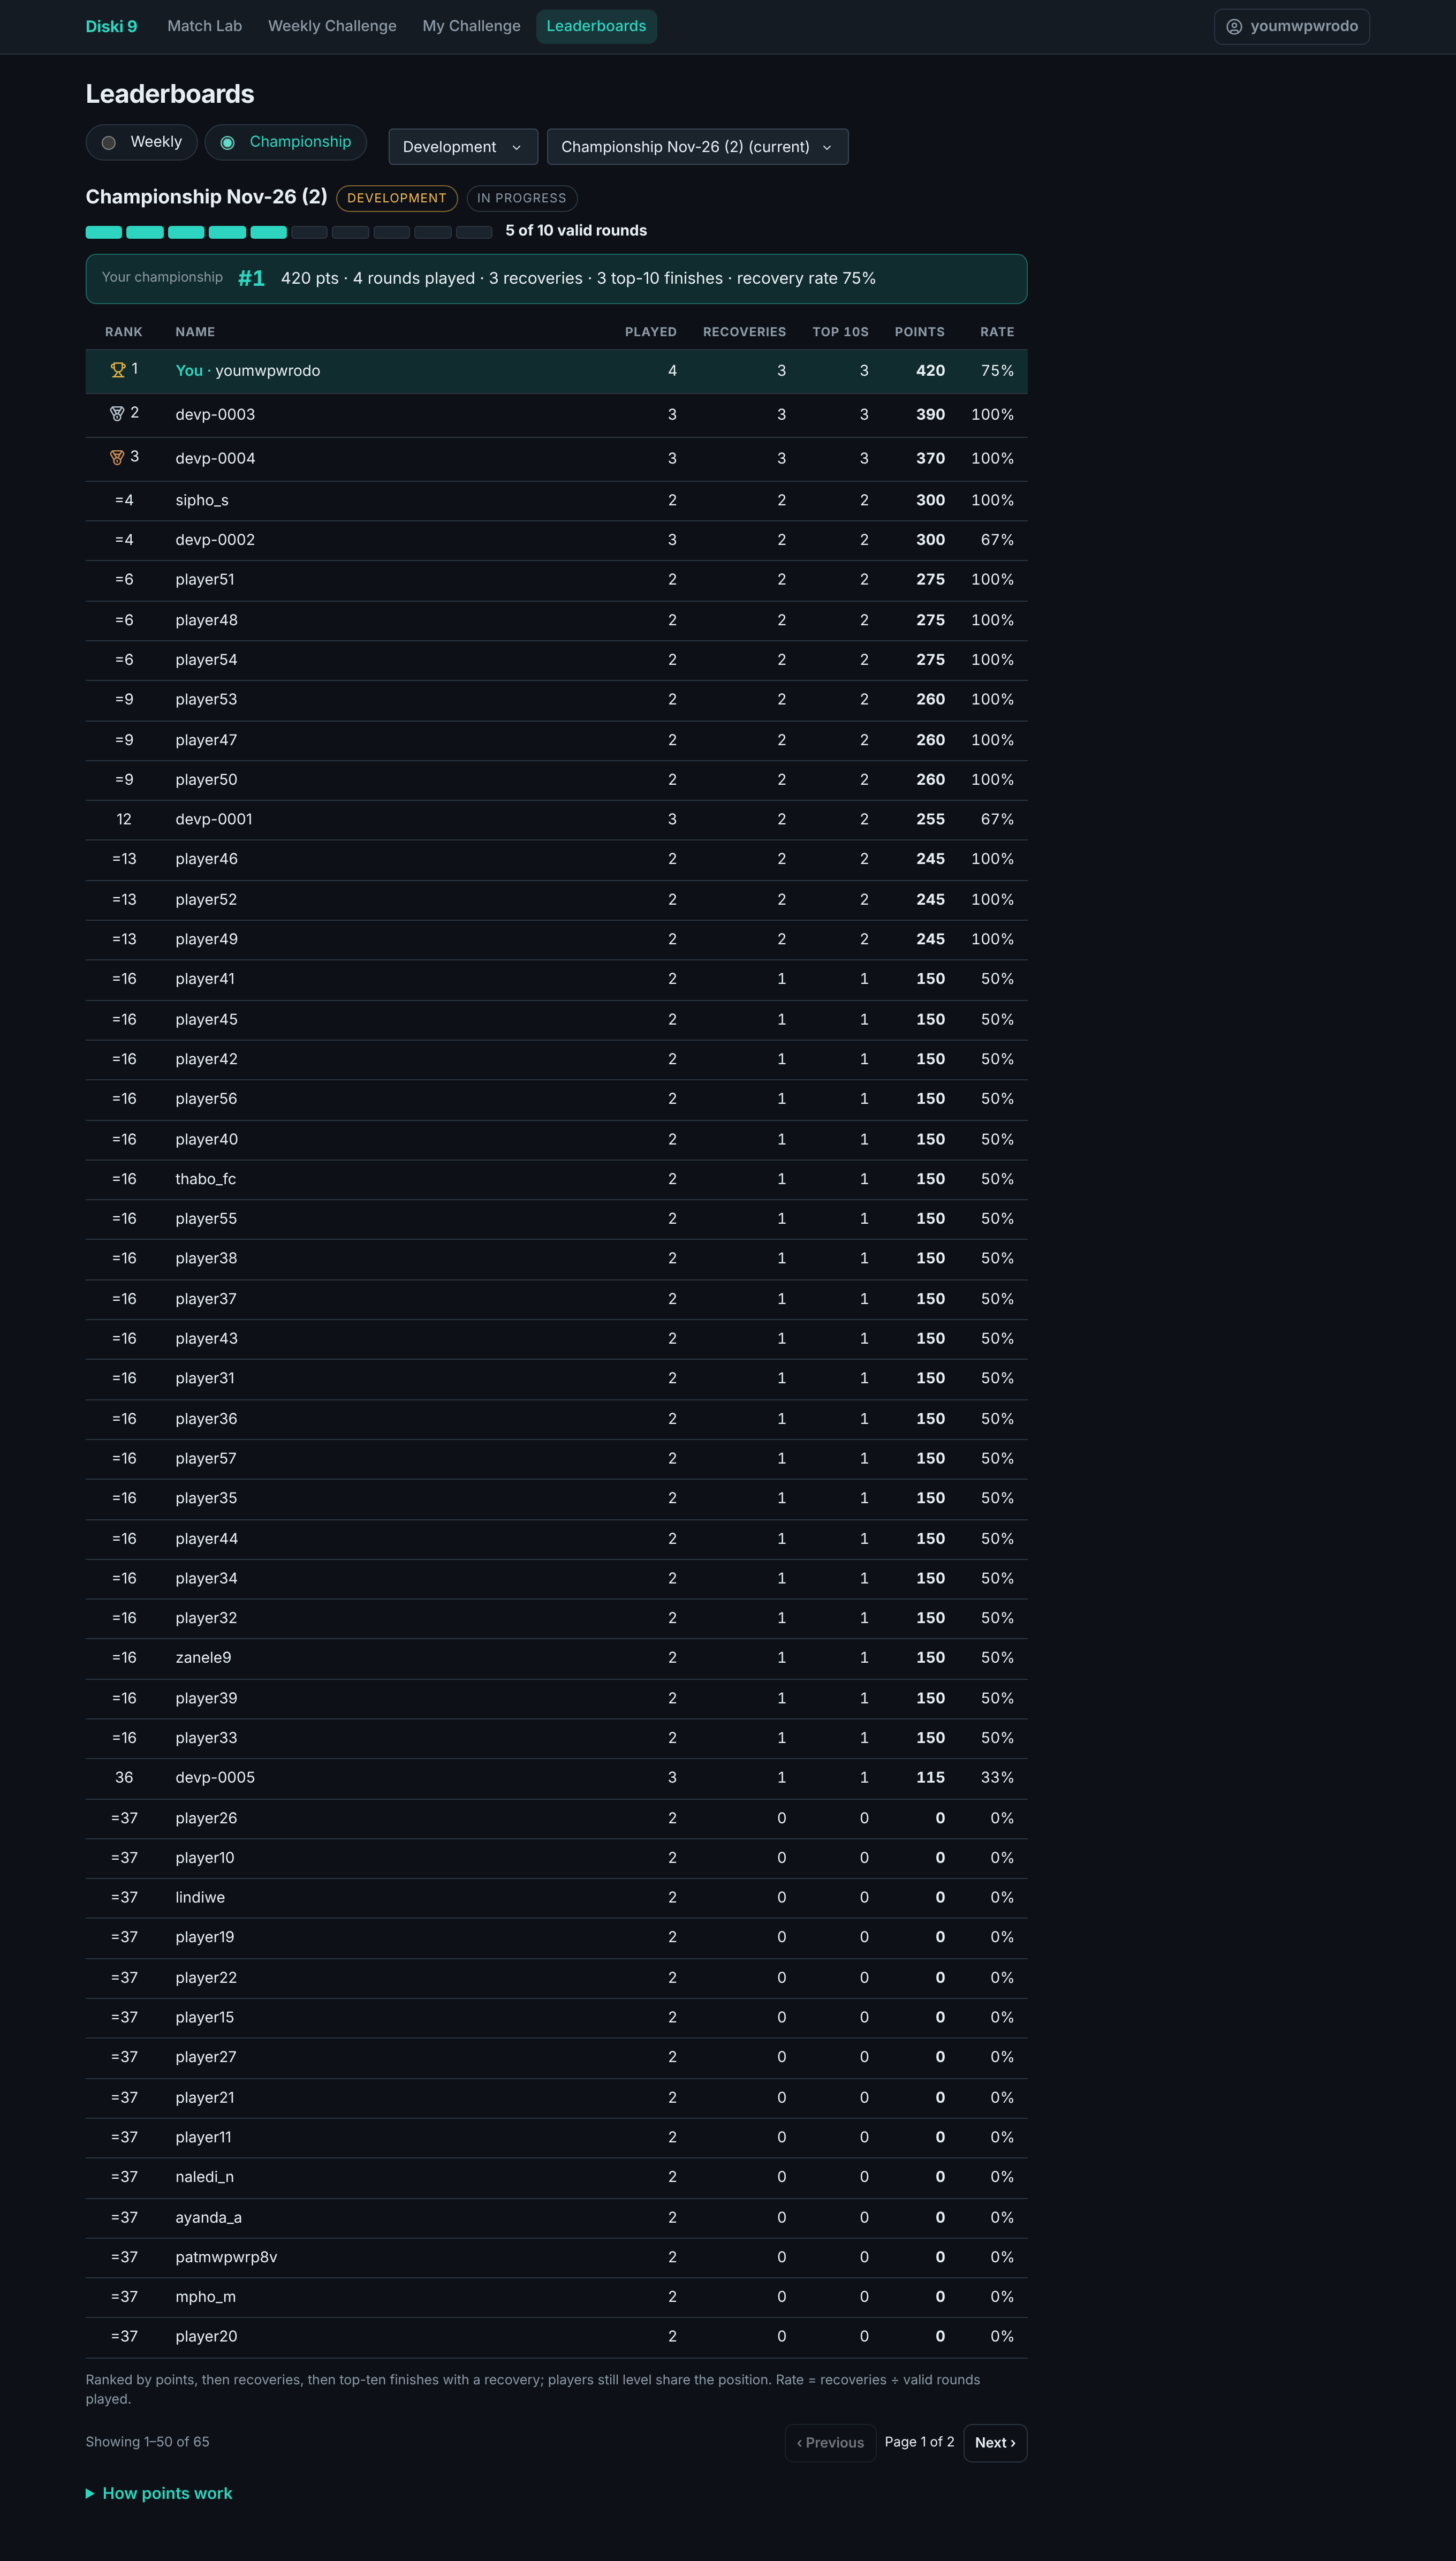 Diski 9 Match Lab Weekly Challenge My Challenge Leaderboards youmwpwrodo
Leaderboards
Weekly Championship Development Championship Nov-26 (2) (current)
Championship Nov-26 (2) DEVELOPMENT IN PROGRESS
5 of 10 valid rounds
Your championship #1 420 pts · 4 rounds played · 3 recoveries · 3 top-10 finishes · recovery rate 75%
RANK NAME PLAYED RECOVERIES TOP 10S POINTS RATE
1 You · youmwpwrodo 4 3 3 420 75%
2 devp-0003 3 3 3 390 100%
3 devp-0004 3 3 3 370 100%
=4 sipho_s 2 2 2 300 100%
=4 devp-0002 3 2 2 300 67%
=6 player51 2 2 2 275 100%
=6 player48 2 2 2 275 100%
=6 player54 2 2 2 275 100%
=9 player53 2 2 2 260 100%
=9 player47 2 2 2 260 100%
=9 player50 2 2 2 260 100%
12 devp-0001 3 2 2 255 67%
=13 player46 2 2 2 245 100%
=13 player52 2 2 2 245 100%
=13 player49 2 2 2 245 100%
=16 player41 2 1 1 150 50%
=16 player45 2 1 1 150 50%
=16 player42 2 1 1 150 50%
=16 player56 2 1 1 150 50%
=16 player40 2 1 1 150 50%
=16 thabo_fc 2 1 1 150 50%
=16 player55 2 1 1 150 50%
=16 player38 2 1 1 150 50%
=16 player37 2 1 1 150 50%
=16 player43 2 1 1 150 50%
=16 player31 2 1 1 150 50%
=16 player36 2 1 1 150 50%
=16 player57 2 1 1 150 50%
=16 player35 2 1 1 150 50%
=16 player44 2 1 1 150 50%
=16 player34 2 1 1 150 50%
=16 player32 2 1 1 150 50%
=16 zanele9 2 1 1 150 50%
=16 player39 2 1 1 150 50%
=16 player33 2 1 1 150 50%
36 devp-0005 3 1 1 115 33%
=37 player26 2 0 0 0 0%
=37 player10 2 0 0 0 0%
=37 lindiwe 2 0 0 0 0%
=37 player19 2 0 0 0 0%
=37 player22 2 0 0 0 0%
=37 player15 2 0 0 0 0%
=37 player27 2 0 0 0 0%
=37 player21 2 0 0 0 0%
=37 player11 2 0 0 0 0%
=37 naledi_n 2 0 0 0 0%
=37 ayanda_a 2 0 0 0 0%
=37 patmwpwrp8v 2 0 0 0 0%
=37 mpho_m 2 0 0 0 0%
=37 player20 2 0 0 0 0%
Ranked by points, then recoveries, then top-ten finishes with a recovery; players still level share the position. Rate = recoveries ÷ valid rounds
played.
Showing 1–50 of 65 ‹ Previous Page 1 of 2 Next ›
How points work